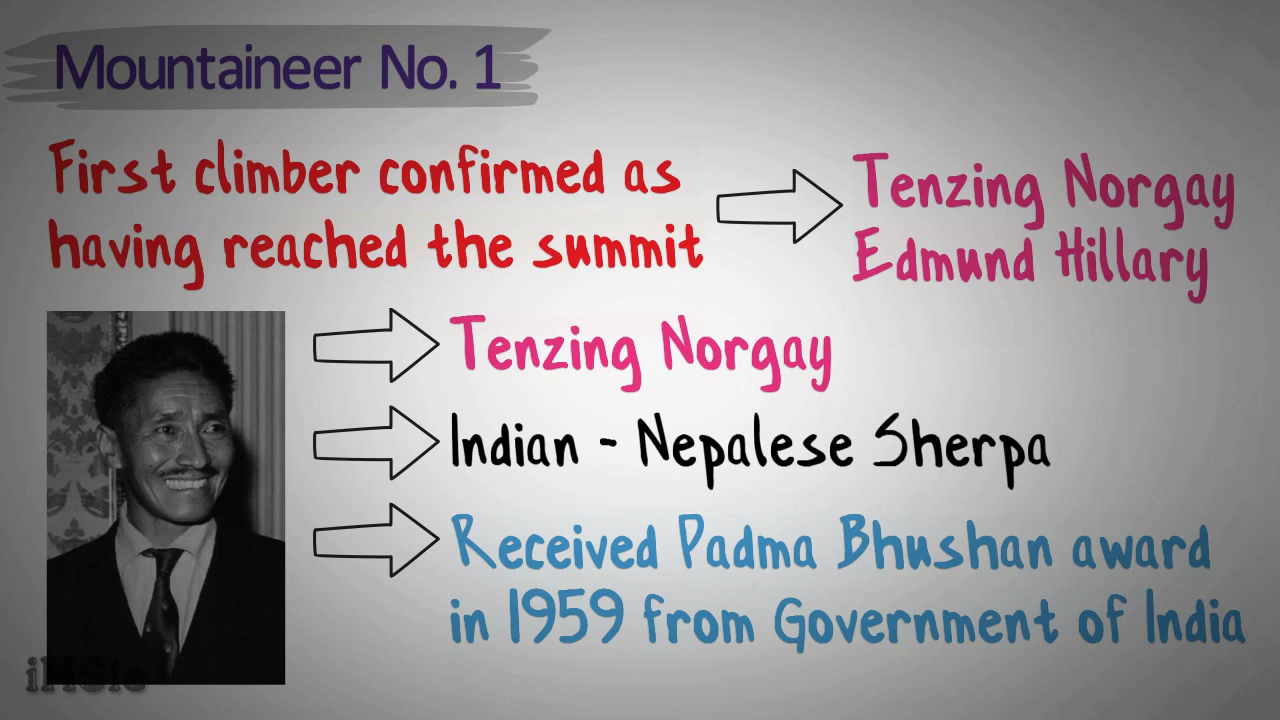 Mountaineer No. 1
First climber confirmed as
having reached the summit
Tenzing Norgay
Edmund Hillary
Tenzing Norgay
Indian - Nepalese Sherpa
Received Padma Bhushan award
in 1959 from Government of India